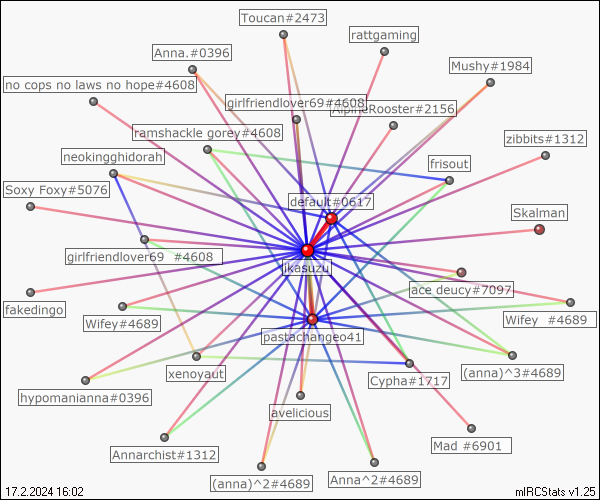 Toucan#2473
rattgaming
Anna.#0396
Mushy#1984
no cops no laws no hope#4608
girlfriendlover69#4608
AlpineRooster#2156
ramshackle gorey#4608
zibbits#1312
neokingghidorah
frisout
Soxy Foxy#5076
default#0617
Skalman
girlfriendlover69 #4608
jkasuzu
ace deucy#7097
fakedingo
Wifey#4689
Wifey #4689
pastachangeo41
xenoyaut
Cypha#1717
(anna)^3#4689
hypomanianna#0396
avelicious
Annarchist#1312
Mad #6901
(anna)^2#4689
Anna^2#4689
17.2.2024 16:02
mIRCStats v1.25